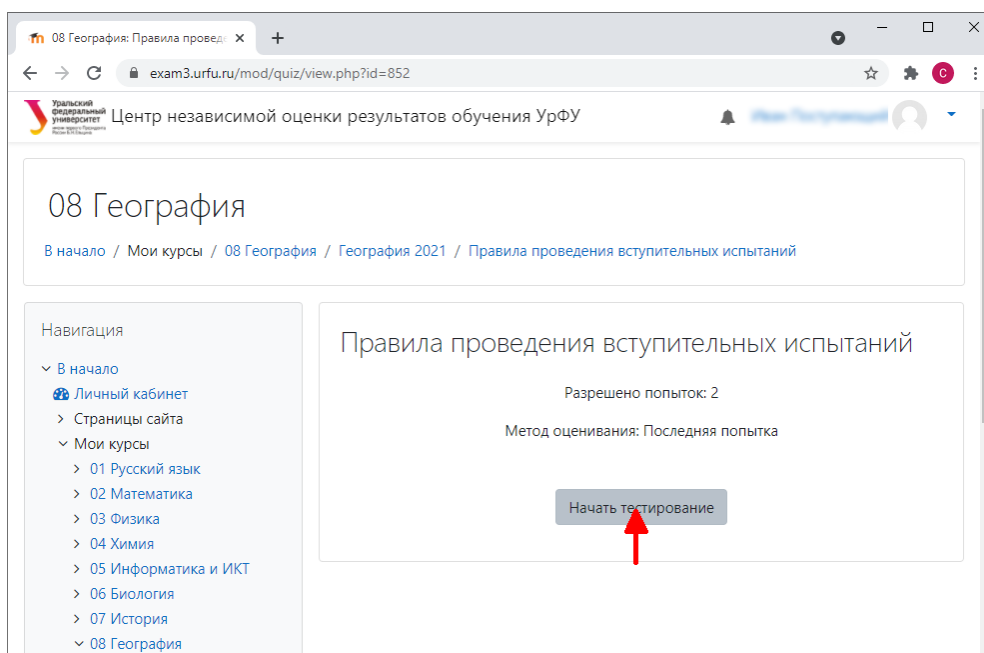 08 География: Правила провед
exam3.urfu.ru/mod/quiz/view.php?id=852
C
Уральский
федеральный
университет
Центр независимой оценки результатов обучения УрФУ
08 География
В начало / Мои курсы / 08 География / География 2021 / Правила проведения вступительных испытаний
Навигация
В начало
Личный кабинет
Страницы сайта
Мои курсы
01 Русский язык
02 Математика
03 Физика
04 Химия
05 Информатика и ИКТ
06 Биология
07 История
08 География
Правила проведения вступительных испытаний
Разрешено попыток: 2
Метод оценивания: Последняя попытка
Начать тестирование